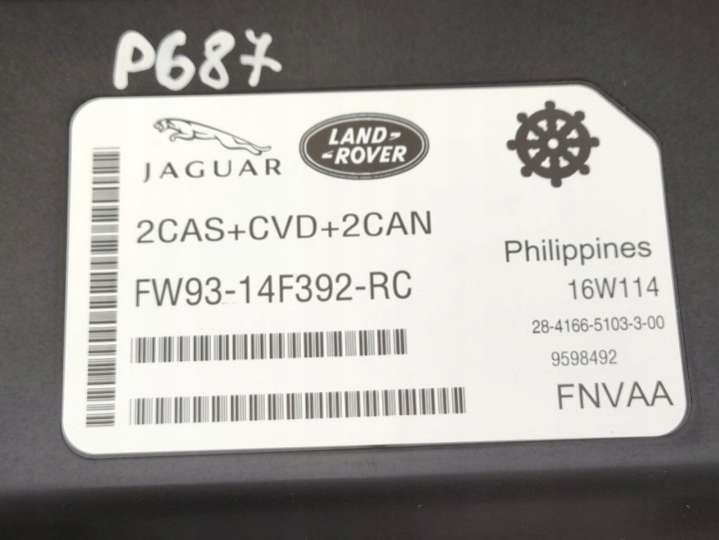 P687
JAGUAR
LAND-
-ROVER
2CAS+CVD+2CAN
FW93-14F392-RC
Philippines
16W114
28-4166-5103-3-00
9598492
FNVAA